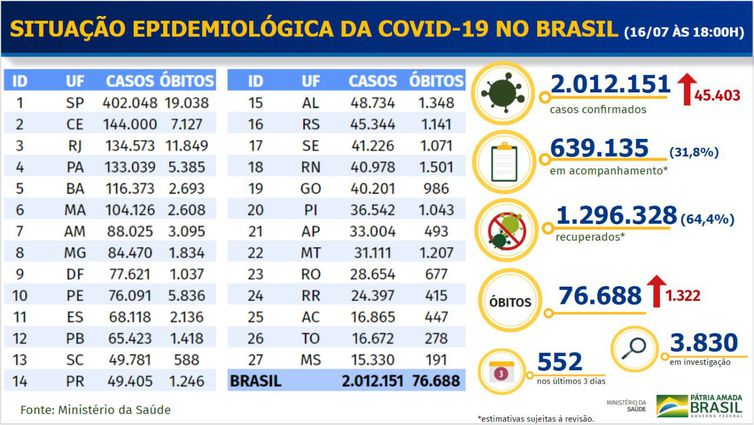 SITUAÇÃO EPIDEMIOLÓGICA DA COVID-19 NO BRASIL (16/07 ÀS 18:00H)
ID UF CASOS ÓBITOS
1 SP 402.048 19.038
2 CE 144.000 7.127
3 RJ 134.573 11.849
4 PA 133.039 5.385
5 BA 116.373 2.693
6 MA 104.126 2.608
7 AM 88.025 3.095
8 MG 84.470 1.834
9 DF 77.621 1.037
10 PE 76.091 5.836
11 ES 68.118 2.136
12 PB 65.423 1.418
13 SC 49.781 588
14 PR 49.405 1.246
ID UF CASOS ÓBITOS
15 AL 48.734 1.348
16 RS 45.344 1.141
17 SE 41.226 1.071
18 RN 40.978 1.501
19 GO 40.201 986
20 PI 36.542 1.043
21 AP 33.004 493
22 MT 31.111 1.207
23 RO 28.654 677
24 RR 24.397 415
25 AC 16.865 447
26 TO 16.672 278
27 MS 15.330 191
BRASIL 2.012.151 76.688
2.012.151 45.403
casos confirmados
639.135 (31,8%)
em acompanhamento*
1.296.328 (64,4%)
recuperados*
ÓBITOS 76.688 1.322
3 552
nos últimos 3 dias
3.830
em investigação
Fonte: Ministério da Saúde
*estimativas sujeitas à revisão.
MINISTÉRIO DA
SAÚDE
PÁTRIA AMADA
BRASIL
GOVERNO FEDERAL